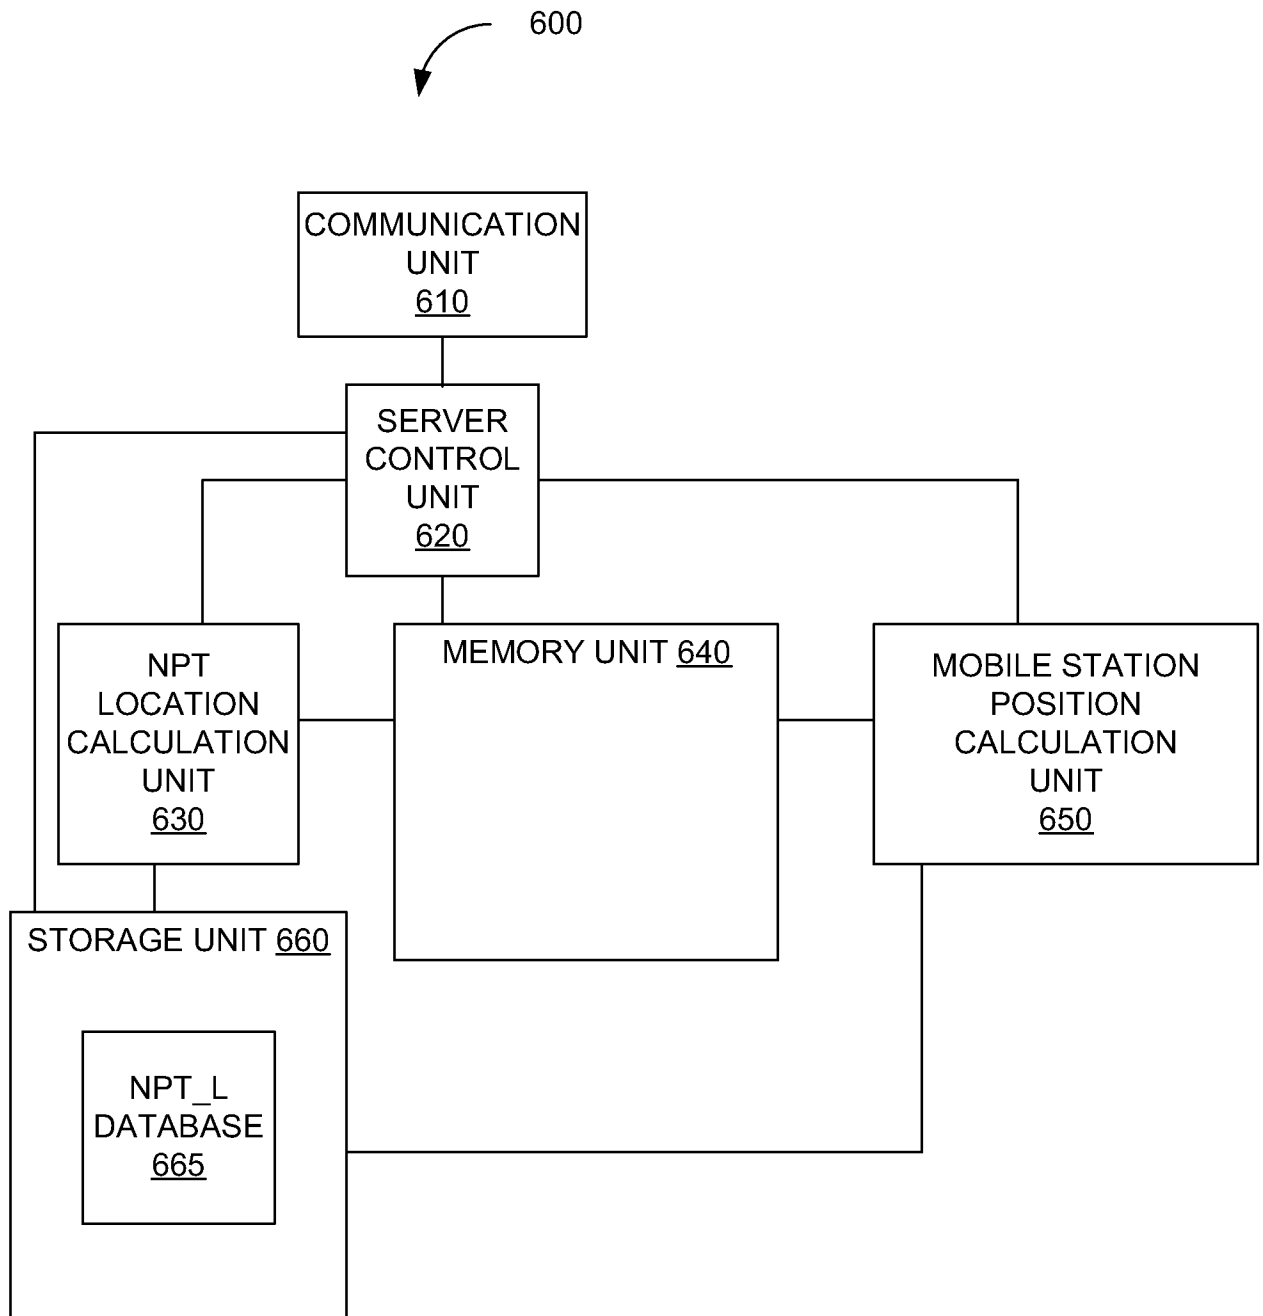 600
COMMUNICATION
UNIT
610
SERVER
CONTROL
UNIT
620
NPT
LOCATION
CALCULATION
UNIT
630
MEMORY UNIT 640
MOBILE STATION
POSITION
CALCULATION
UNIT
650
STORAGE UNIT 660
NPT_L
DATABASE
665